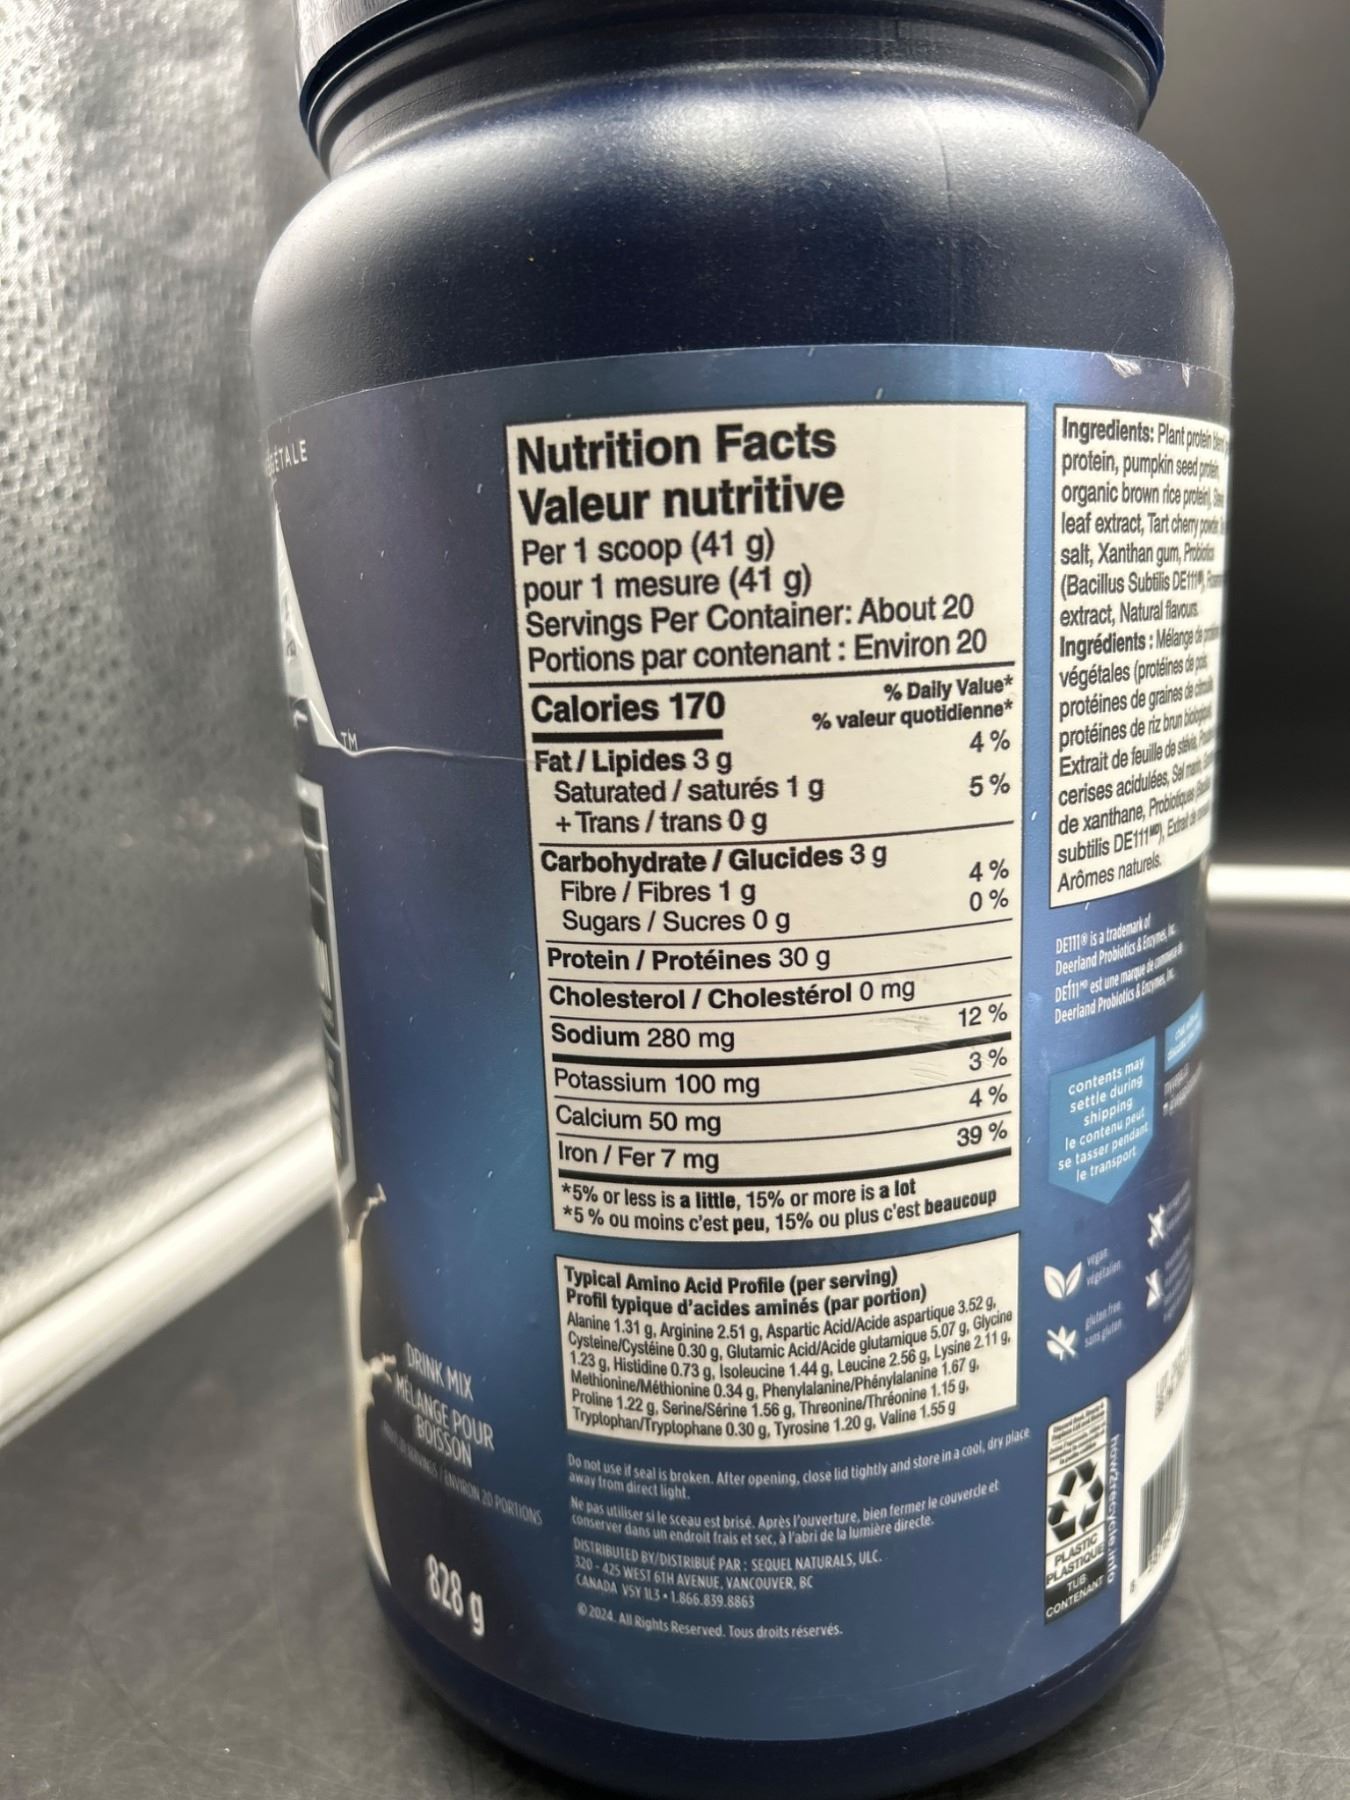 Nutrition Facts
Valeur nutritive
Per 1 scoop (41 g)
pour 1 mesure (41 g)
Servings Per Container: About 20
Portions par contenant : Environ 20
Calories 170
% Daily Value*
% valeur quotidienne*
Fat / Lipides 3 g 4 %
Saturated / saturés 1 g 5 %
+ Trans / trans 0 g
Carbohydrate / Glucides 3 g
Fibre / Fibres 1 g 4 %
Sugars / Sucres 0 g 0 %
Protein / Protéines 30 g
Cholesterol / Cholestérol 0 mg
Sodium 280 mg 12 %
Potassium 100 mg 3 %
Calcium 50 mg 4 %
Iron / Fer 7 mg 39 %
*5% or less is a little, 15% or more is a lot
*5 % ou moins c'est peu, 15% ou plus c'est beaucoup
Typical Amino Acid Profile (per serving)
Profil typique d'acides aminés (par portion)
Alanine 1.31 g, Arginine 2.51 g, Aspartic Acid/Acide aspartique 3.52 g,
Cysteine/Cystéine 0.30 g, Glutamic Acid/Acide glutamique 5.07 g, Glycine
1.23 g, Histidine 0.73 g, Isoleucine 1.44 g, Leucine 2.56 g, Lysine 2.11 g,
Methionine/Méthionine 0.34 g, Phenylalanine/Phénylalanine 1.67 g,
Proline 1.22 g, Serine/Sérine 1.56 g, Threonine/Thréonine 1.15 g,
Tryptophan/Tryptophane 0.30 g, Tyrosine 1.20 g, Valine 1.55 g
Do not use if seal is broken. After opening, close lid tightly and store in a cool, dry place
away from direct light.
Ne pas utiliser si le sceau est brisé. Après l'ouverture, bien fermer le couvercle et
conserver dans un endroit frais et sec, à l'abri de la lumière directe.
DISTRIBUTED BY/DISTRIBUÉ PAR : SEQUEL NATURALS, ULC.
320 - 425 WEST 6TH AVENUE, VANCOUVER, BC
CANADA V5Y 1L3 • 1.866.839.8863
©2024. All Rights Reserved. Tous droits réservés.
Ingredients: Plant protein
protein, pumpkin seed
organic brown rice protein),
leaf extract, Tart cherry
salt, Xanthan gum,
(Bacillus Subtilis DE111®),
extract, Natural flavours.
Ingrédients : Mélange de
végétales (protéines de pois,
protéines de graines de
protéines de riz brun
Extrait de feuille de stévia,
cerises acidulées, Sel marin,
de xanthane, Probiotiques
subtilis DE111MD), Extrait de
Arômes naturels.
DE111® is a trademark of
Deerland Probiotics & Enzymes, Inc.
DE111MD est une marque de commerce de
Deerland Probiotics & Enzymes, Inc.
contents may
settle during
shipping
le contenu peut
se tasser pendant
le transport
vegan
végétalien
gluten free
sans gluten
how2recycle.info
PLASTIC
PLASTIQUE
TUB
CONTENANT
TM
DRINK MIX
MÉLANGE POUR
BOISSON
SERVINGS / ENVIRON 20 PORTIONS
828 g